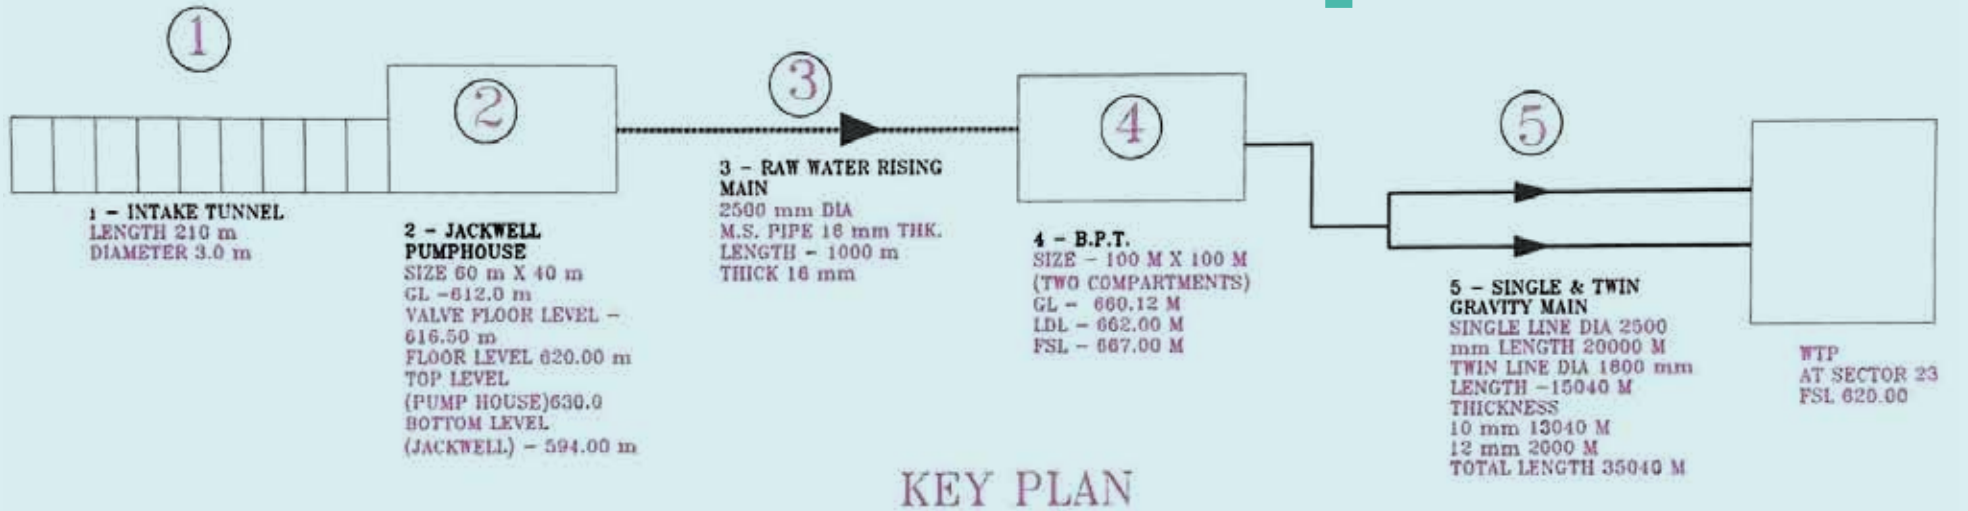 1
2
3
4
5
1 - INTAKE TUNNEL
LENGTH 210 m
DIAMETER 3.0 m
2 - JACKWELL
PUMPHOUSE
SIZE 60 m X 40 m
GL -612.0 m
VALVE FLOOR LEVEL -
616.50 m
FLOOR LEVEL 620.00 m
TOP LEVEL
(PUMP HOUSE)630.0
BOTTOM LEVEL
(JACKWELL) - 594.00 m
3 - RAW WATER RISING
MAIN
2500 mm DIA
M.S. PIPE 16 mm THK.
LENGTH - 1000 m
THICK 16 mm
4 - B.P.T.
SIZE - 100 M X 100 M
(TWO COMPARTMENTS)
GL - 660.12 M
LDL - 662.00 M
FSL - 667.00 M
5 - SINGLE & TWIN
GRAVITY MAIN
SINGLE LINE DIA 2500
mm LENGTH 20000 M
TWIN LINE DIA 1800 mm
LENGTH -15040 M
THICKNESS
10 mm 13040 M
12 mm 2000 M
TOTAL LENGTH 35040 M
WTP
AT SECTOR 23
FSL 620.00
KEY PLAN